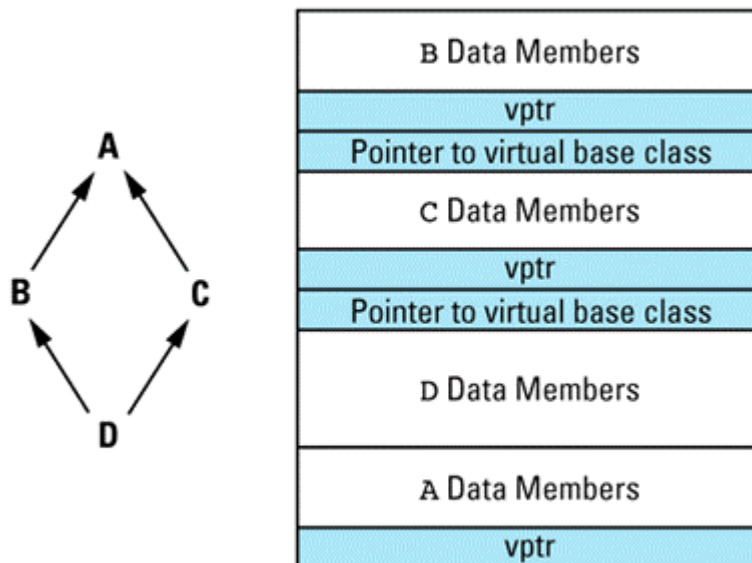 A
B C
D
B Data Members
vptr
Pointer to virtual base class
C Data Members
vptr
Pointer to virtual base class
D Data Members
A Data Members
vptr